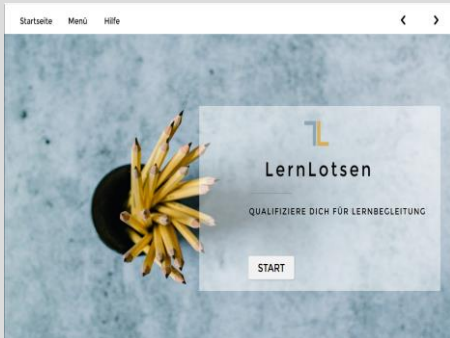 Startseite Menü Hilfe
LernLotsen
QUALIFIZIERE DICH FÜR LERNBEGLEITUNG
START